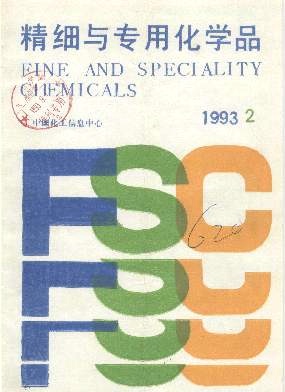 精细与专用化学品
FINE AND SPECIALITY
CHEMICALS
中国化工信息中心
1993 2
FSC
620